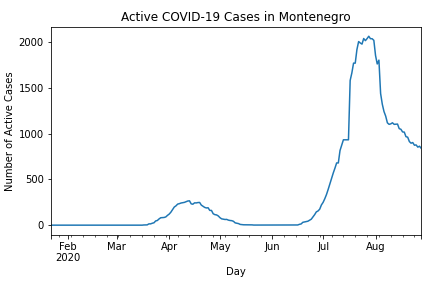 Active COVID-19 Cases in Montenegro
Number of Active Cases
2000
1500
1000
500
0
Feb Mar Apr May Jun Jul Aug
2020
Day